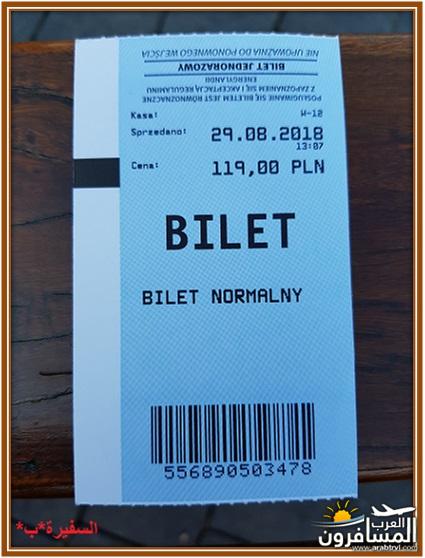 NIE UPOWAŻNIA DO PONOWNEGO WEJŚCIA
BILET JEDNORAZOWY
ENERGYLANDII
Z ZAPOZNANIEM SIĘ I AKCEPTACJĄ REGULAMINU
POSŁUGIWANIE SIĘ BILETEM JEST RÓWNOZNACZNE
Kasa: W-12
Sprzedano: 29.08.2018
13:07
Cena: 119,00 PLN
BILET
BILET NORMALNY
556890503478
السفيرة*ب*
العرب
المسافرون
www.arabtrvl.com